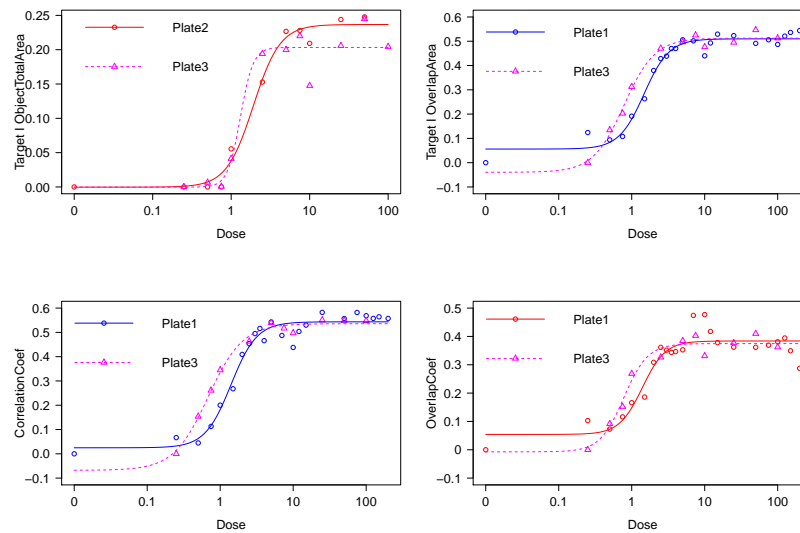 Target I ObjectTotalArea
0.25
0.20
0.15
0.10
0.05
0.00
Plate2
Plate3
0 0.1 1 10 100
Dose
Target I OverlapArea
0.6
0.5
0.4
0.3
0.2
0.1
0.0
−0.1
Plate1
Plate3
0 0.1 1 10 100
Dose
CorrelationCoef
0.6
0.5
0.4
0.3
0.2
0.1
0.0
−0.1
Plate1
Plate3
0 0.1 1 10 100
Dose
OverlapCoef
0.5
0.4
0.3
0.2
0.1
0
−0.1
Plate1
Plate3
0 0.1 1 10 100
Dose